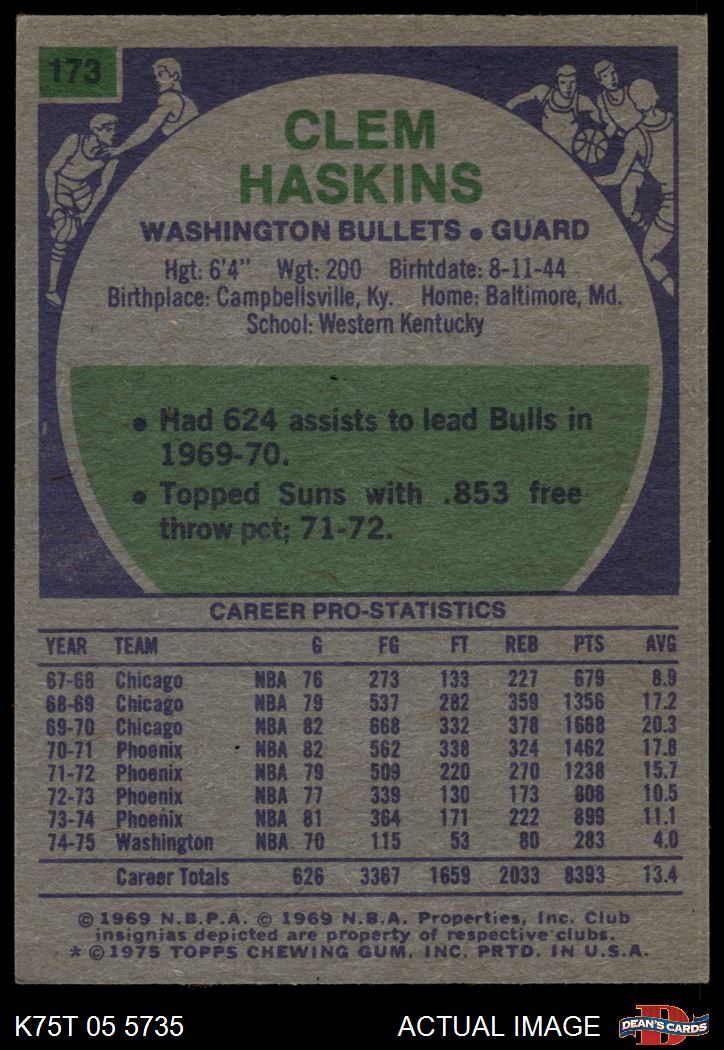 173
CLEM
HASKINS
WASHINGTON BULLETS • GUARD
Hgt: 6'4" Wgt: 200 Birhtdate: 8-11-44
Birthplace: Campbellsville, Ky. Home: Baltimore, Md.
School: Western Kentucky
• Had 624 assists to lead Bulls in
1969-70.
• Topped Suns with .853 free
throw pct; 71-72.
CAREER PRO-STATISTICS
YEAR TEAM G FG FT REB PTS AVG
67-68 Chicago NBA 76 273 133 227 679 8.9
68-69 Chicago NBA 79 537 282 359 1356 17.2
69-70 Chicago NBA 82 668 332 378 1668 20.3
70-71 Phoenix NBA 82 562 338 324 1462 17.8
71-72 Phoenix NBA 79 509 220 270 1238 15.7
72-73 Phoenix NBA 77 339 130 173 808 10.5
73-74 Phoenix NBA 81 364 171 222 899 11.1
74-75 Washington NBA 70 115 53 80 283 4.0
Career Totals 626 3367 1659 2033 8393 13.4
© 1969 N.B.P.A. © 1969 N.B.A. Properties, Inc. Club
insignias depicted are property of respective clubs.
* © 1975 TOPPS CHEWING GUM, INC. PRTD. IN U.S.A.
K75T 05 5735 ACTUAL IMAGE D DEAN'S CARDS